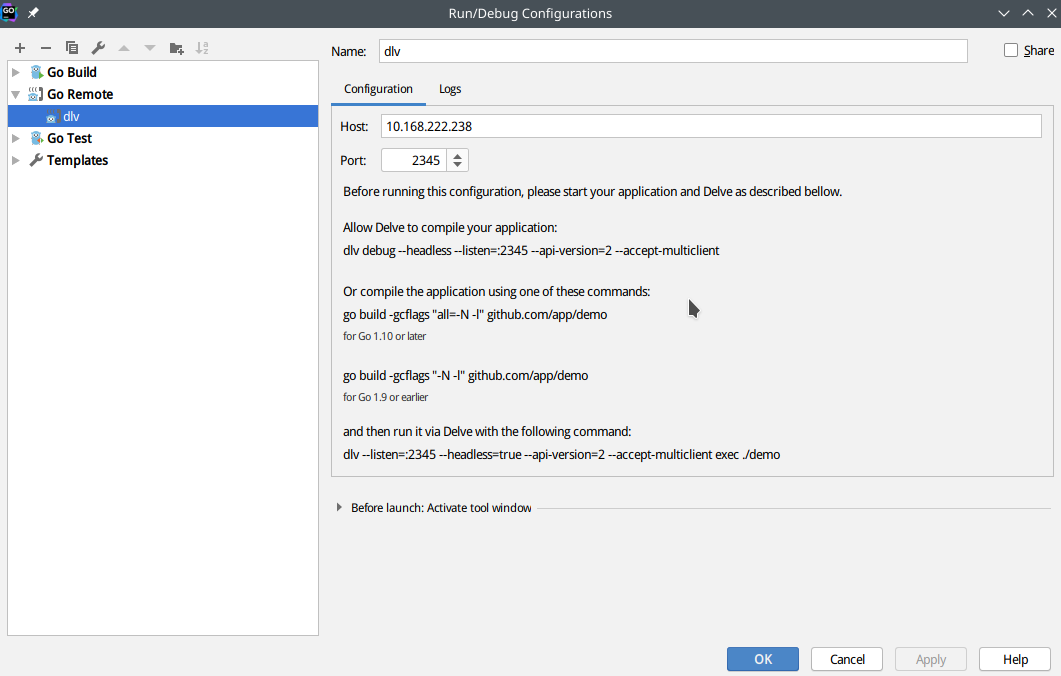 GO
Run/Debug Configurations
Name:
dlv
Share
Go Build
Go Remote
dlv
Go Test
Templates
Configuration
Logs
Host:
10.168.222.238
Port:
2345
Before running this configuration, please start your application and Delve as described bellow.
Allow Delve to compile your application:
dlv debug --headless --listen=:2345 --api-version=2 --accept-multiclient
Or compile the application using one of these commands:
go build -gcflags "all=-N -l" github.com/app/demo
for Go 1.10 or later
go build -gcflags "-N -l" github.com/app/demo
for Go 1.9 or earlier
and then run it via Delve with the following command:
dlv --listen=:2345 --headless=true --api-version=2 --accept-multiclient exec ./demo
Before launch: Activate tool window
OK
Cancel
Apply
Help